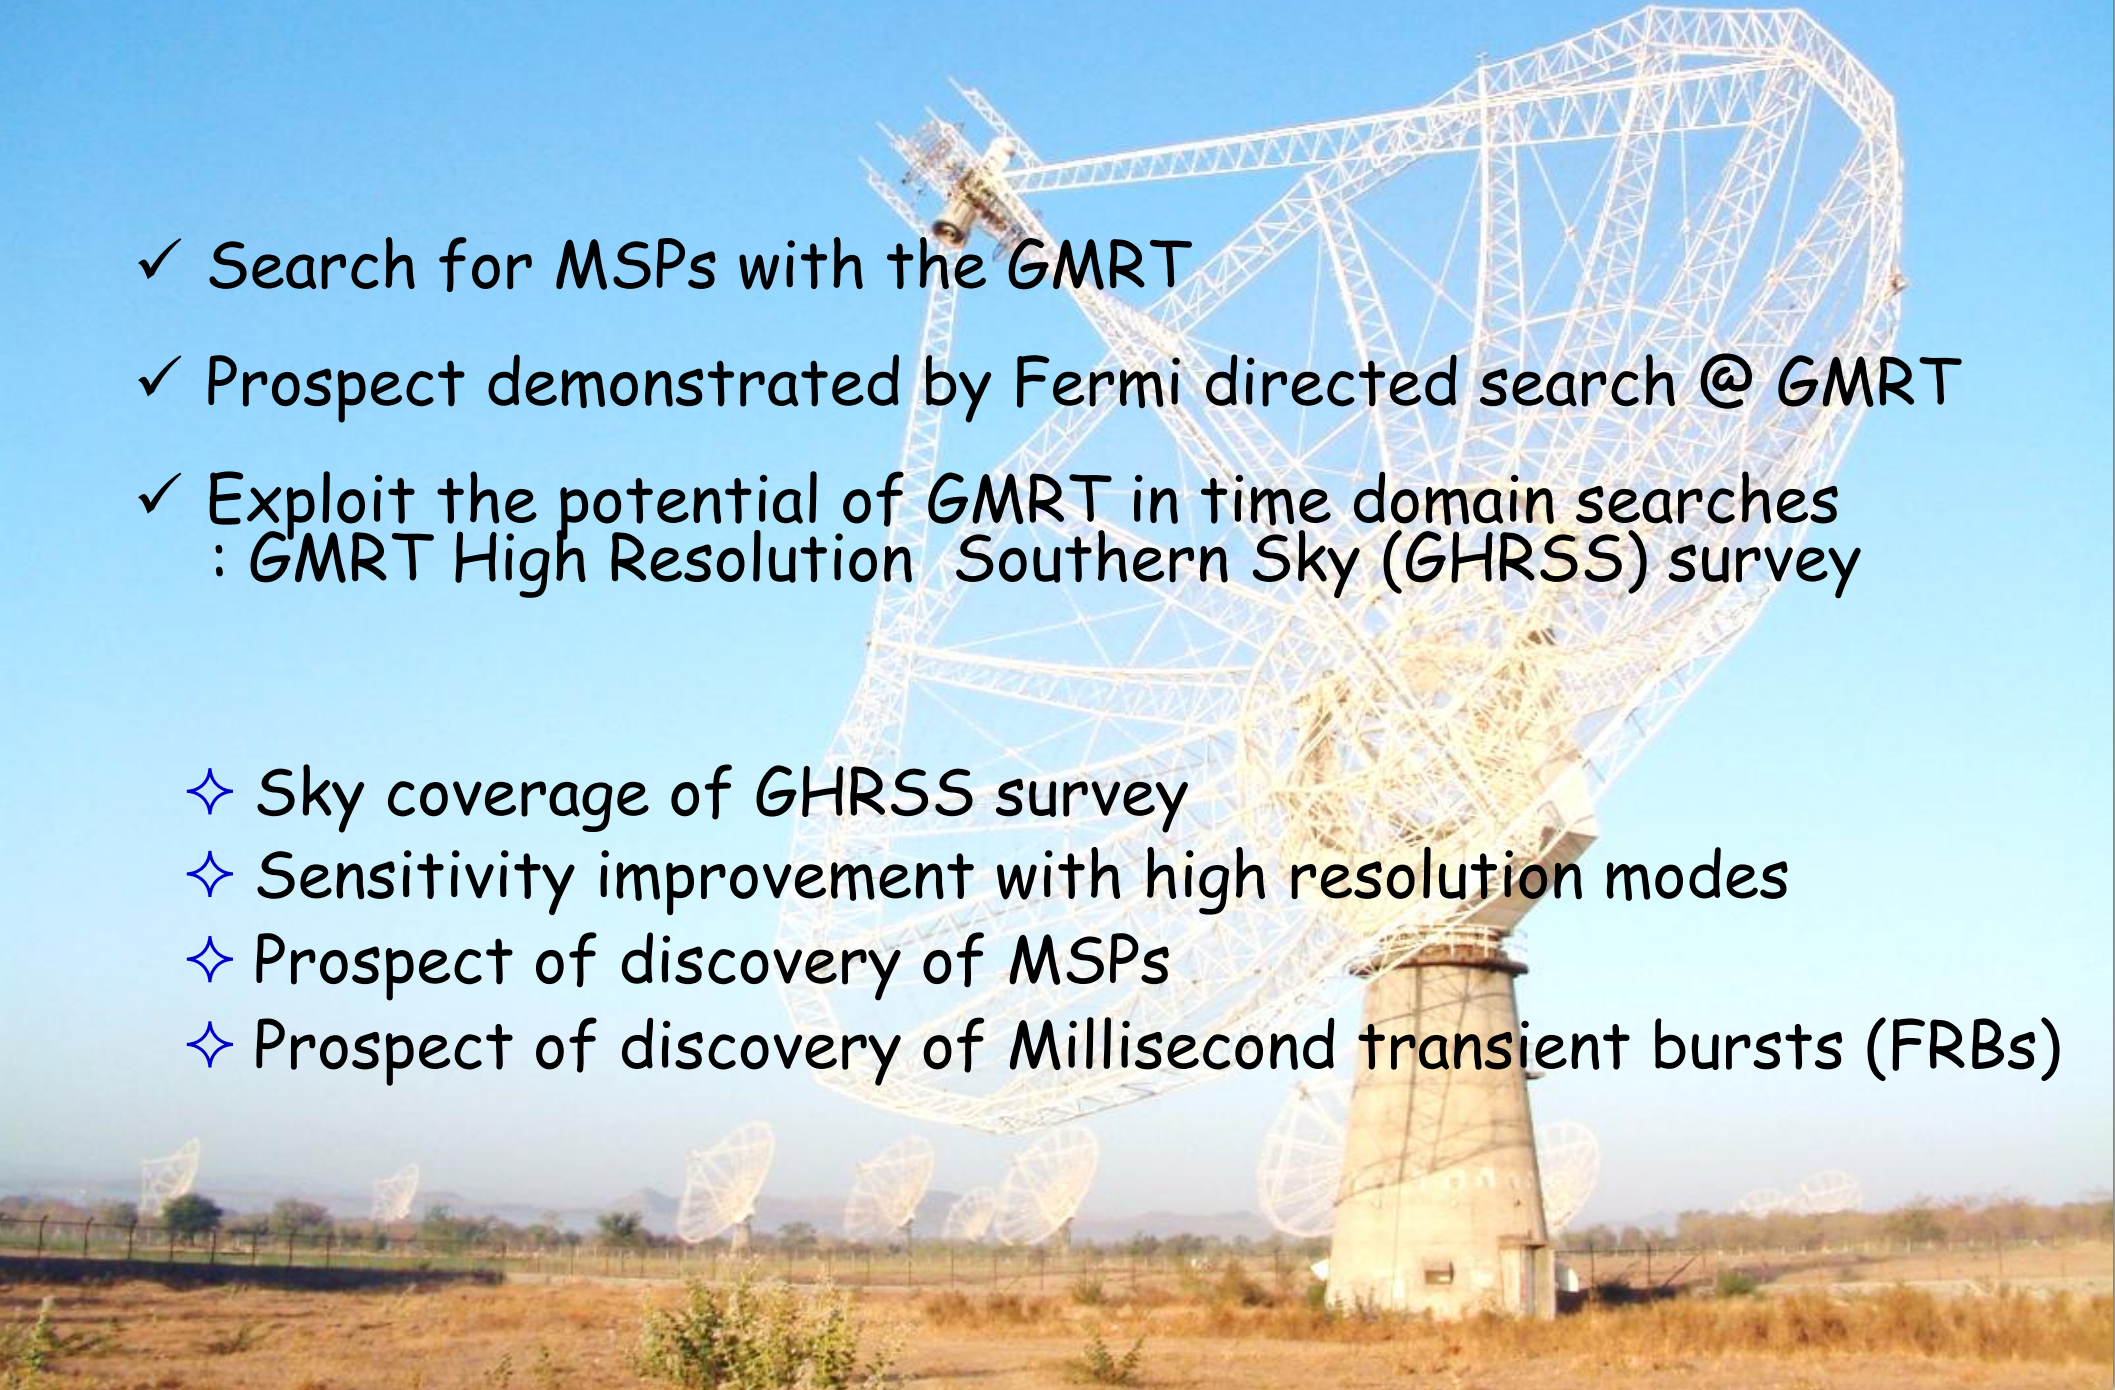 ✓ Search for MSPs with the GMRT
✓ Prospect demonstrated by Fermi directed search @ GMRT
✓ Exploit the potential of GMRT in time domain searches
: GMRT High Resolution Southern Sky (GHRSS) survey
✧ Sky coverage of GHRSS survey
✧ Sensitivity improvement with high resolution modes
✧ Prospect of discovery of MSPs
✧ Prospect of discovery of Millisecond transient bursts (FRBs)